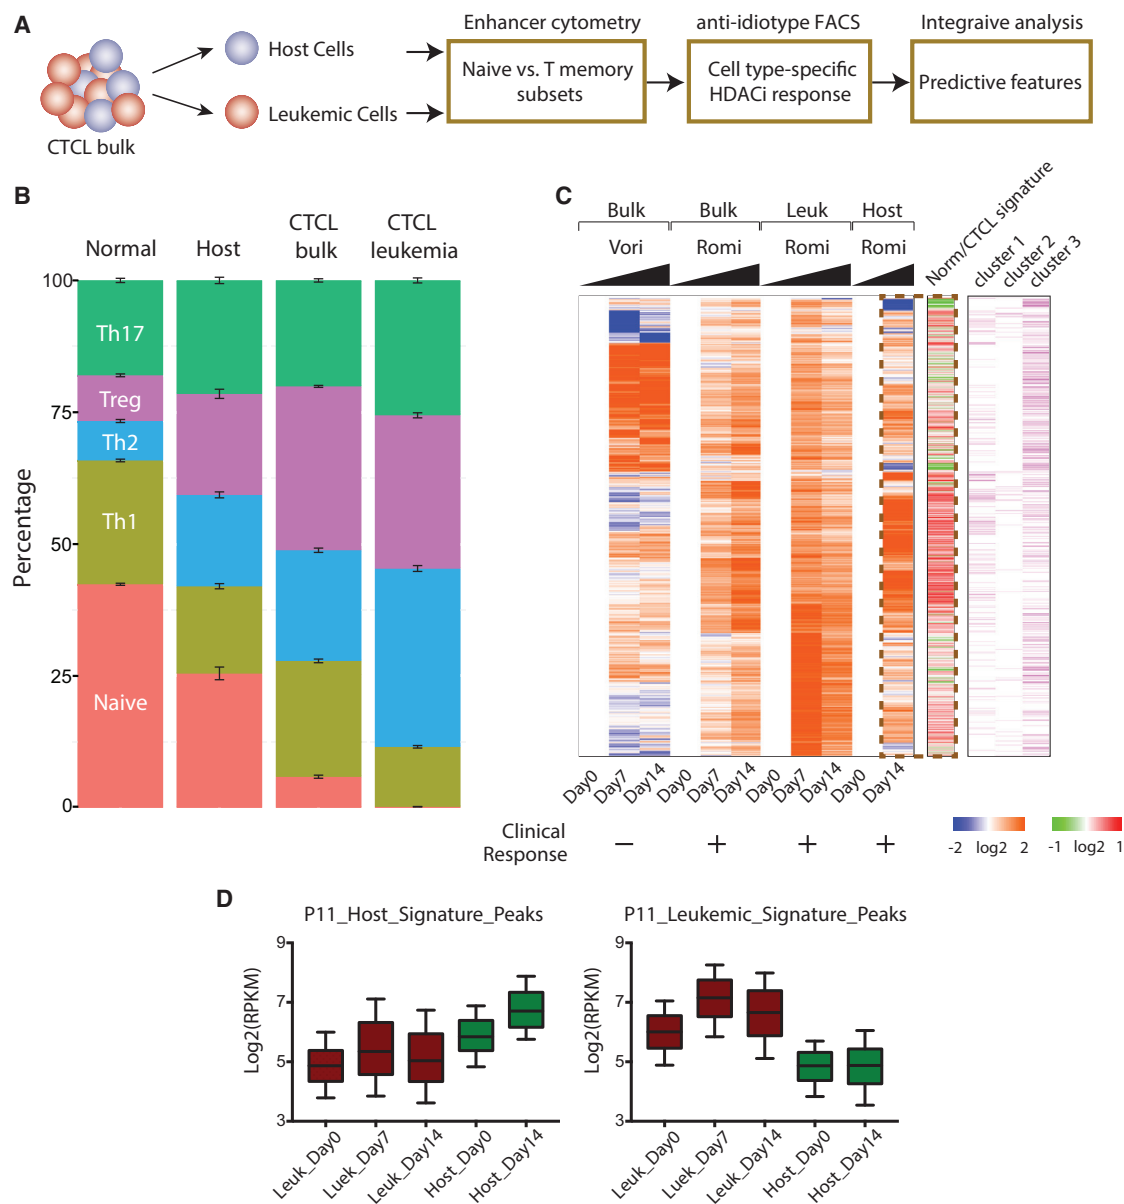 A
Host Cells
Leukemic Cells
CTCL bulk
Enhancer cytometry
Naive vs. T memory
subsets
anti-idiotype FACS
Cell type-specific
HDACi response
Integraive analysis
Predictive features
B
Normal
Host
CTCL
bulk
CTCL
leukemia
Percentage
100
75
50
25
0
Th17
Treg
Th2
Th1
Naive
C
Bulk
Bulk
Leuk
Host
Vori
Romi
Romi
Romi
Norm/CTCL signature
cluster 1
cluster 2
cluster 3
Day0
Day7
Day14
Day0
Day7
Day14
Day0
Day7
Day14
Day0
Day14
Clinical
Response
− + + +
-2 log2 2
-1 log2 1
D
P11_Host_Signature_Peaks
Log2(RPKM)
9
7
5
3
Leuk_Day0
Luek_Day7
Leuk_Day14
Host_Day0
Host_Day14
P11_Leukemic_Signature_Peaks
Log2(RPKM)
9
7
5
3
Leuk_Day0
Luek_Day7
Leuk_Day14
Host_Day0
Host_Day14